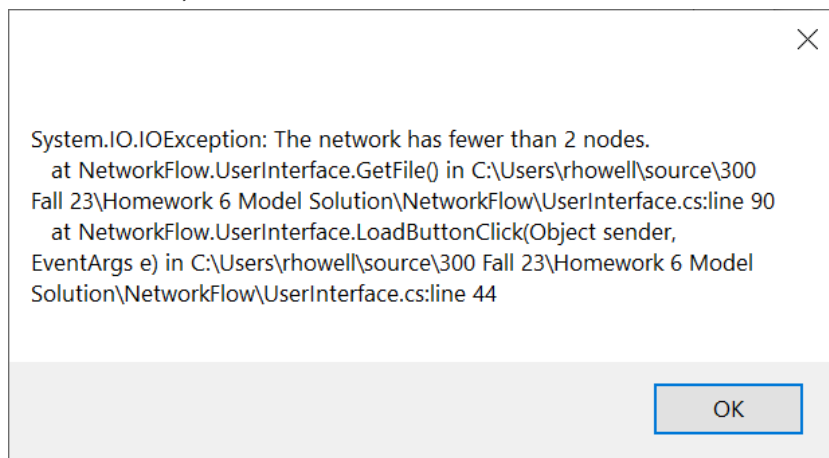 System.IO.IOException: The network has fewer than 2 nodes.
   at NetworkFlow.UserInterface.GetFile() in C:\Users\rhowell\source\300
Fall 23\Homework 6 Model Solution\NetworkFlow\UserInterface.cs:line 90
   at NetworkFlow.UserInterface.LoadButtonClick(Object sender,
EventArgs e) in C:\Users\rhowell\source\300 Fall 23\Homework 6 Model
Solution\NetworkFlow\UserInterface.cs:line 44
OK